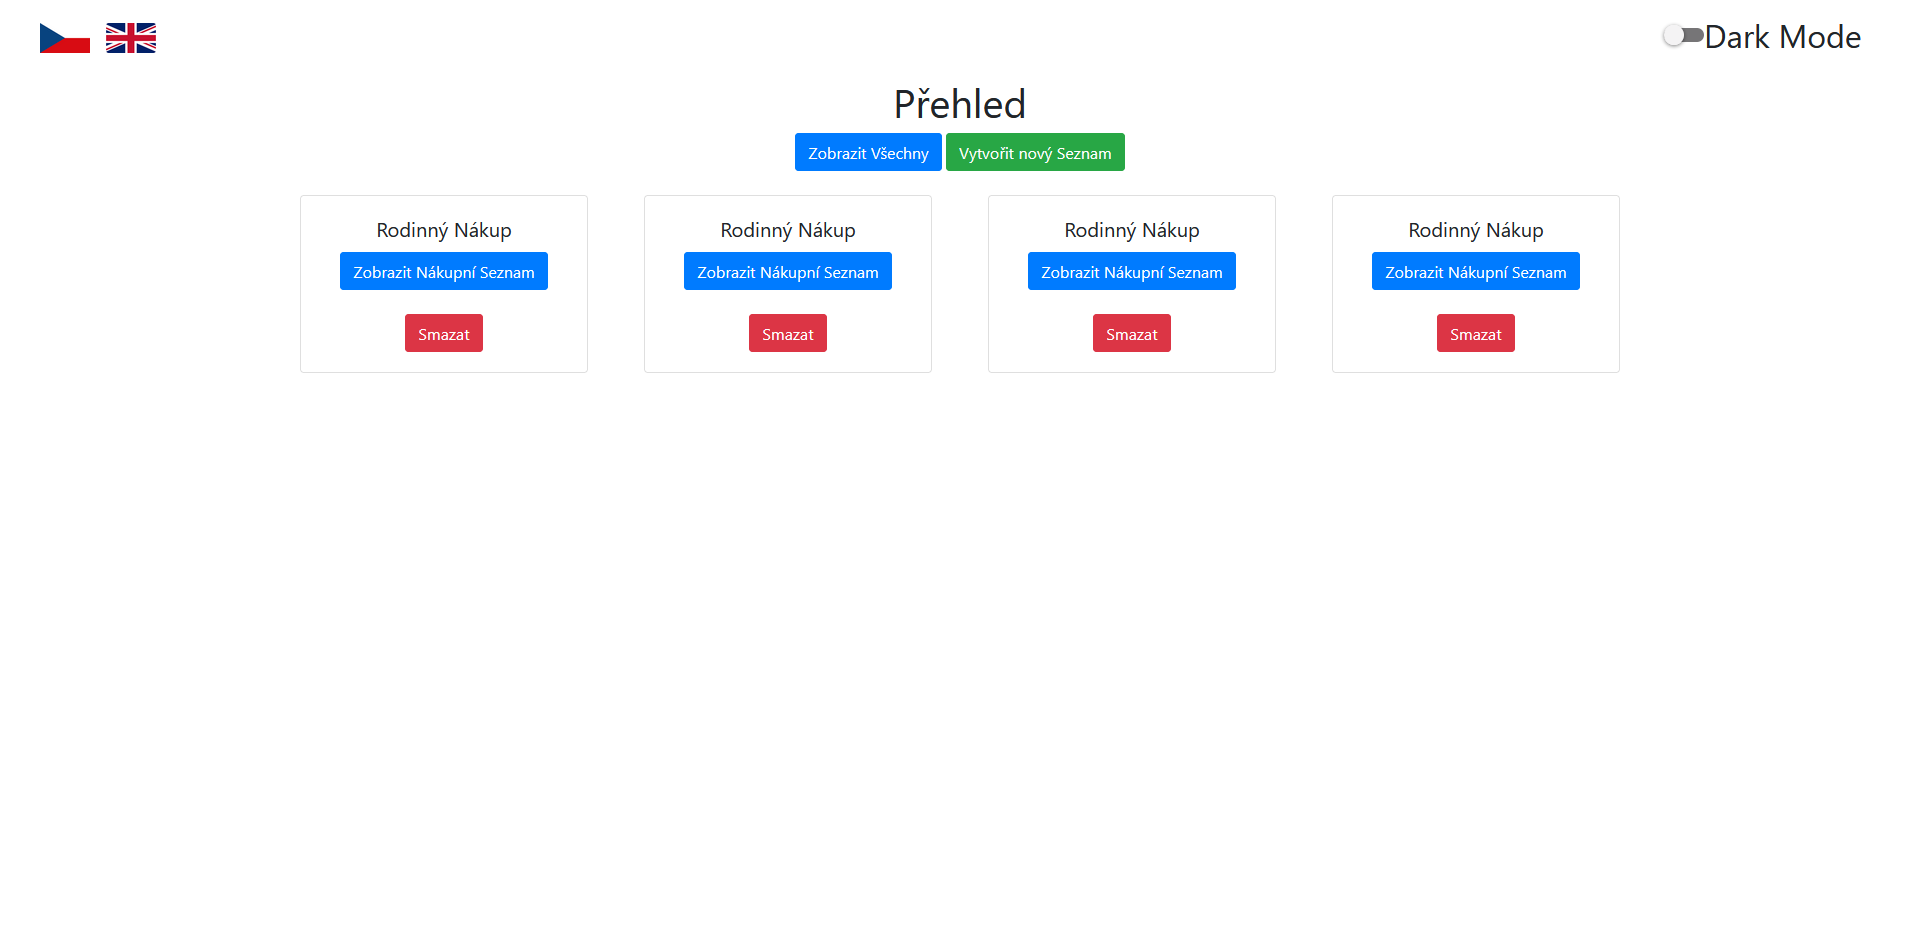 Dark Mode
Přehled
Zobrazit Všechny Vytvořit nový Seznam
Rodinný Nákup Rodinný Nákup Rodinný Nákup Rodinný Nákup
Zobrazit Nákupní Seznam Zobrazit Nákupní Seznam Zobrazit Nákupní Seznam Zobrazit Nákupní Seznam
Smazat Smazat Smazat Smazat